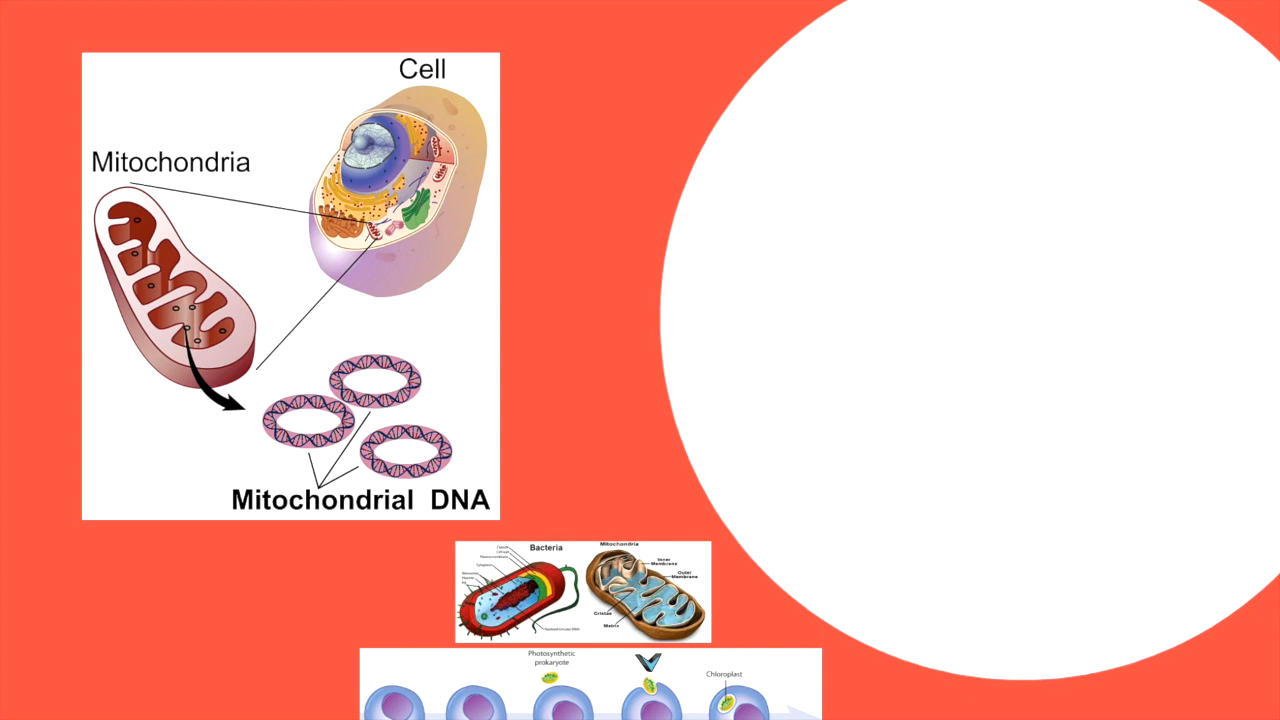 Cell
Mitochondria
Mitochondrial DNA
Bacteria
Mitochondria
Inner
Membrane
Outer
Membrane
Cristae
Matrix
Photosynthetic
prokaryote
Chloroplast